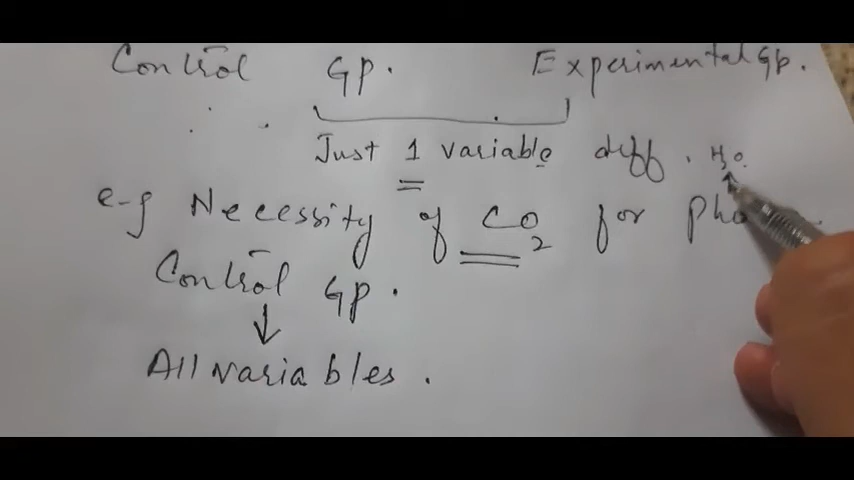 Control Gp. Experimental Gp.
Just 1 variable diff. H2O.
e-g Necessity of CO2 for Pho
Control Gp.
↓
All variables.